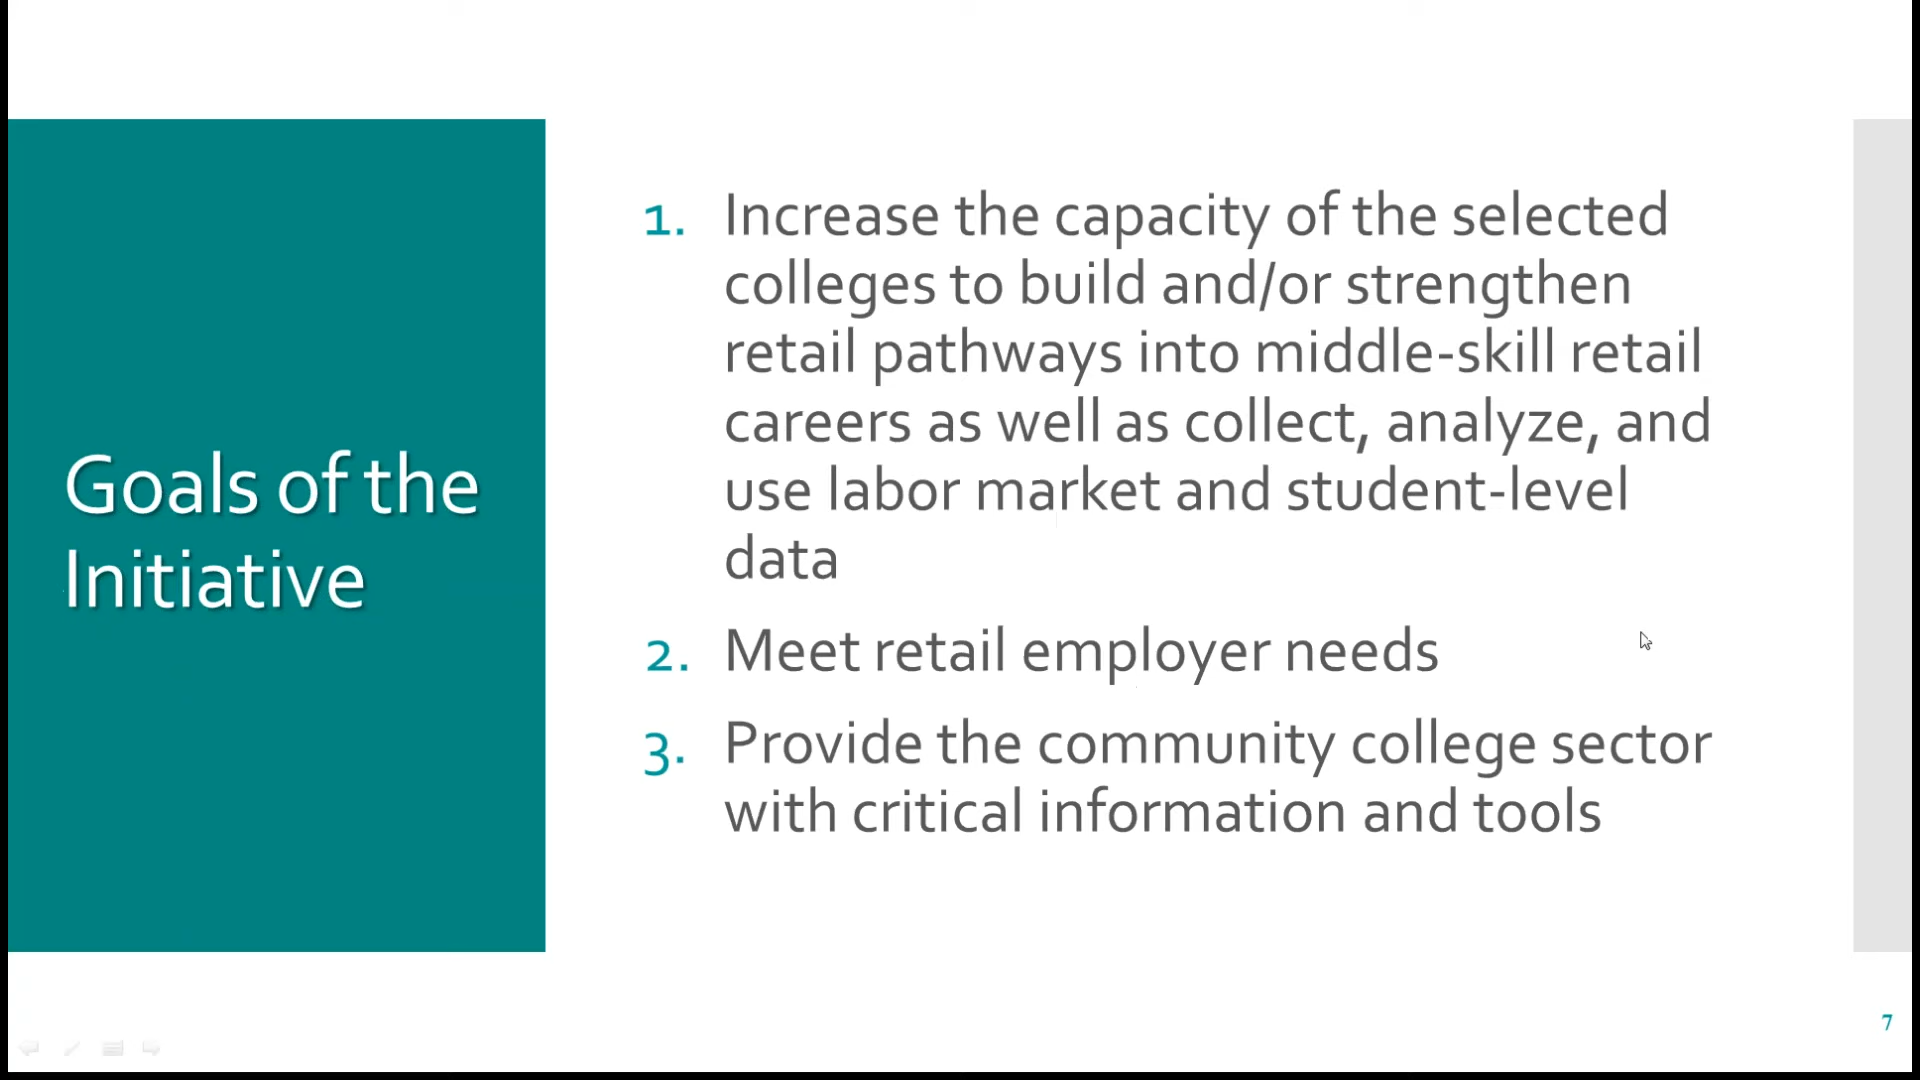 Goals of the
Initiative
1. Increase the capacity of the selected
colleges to build and/or strengthen
retail pathways into middle-skill retail
careers as well as collect, analyze, and
use labor market and student-level
data
2. Meet retail employer needs
3. Provide the community college sector
with critical information and tools
7